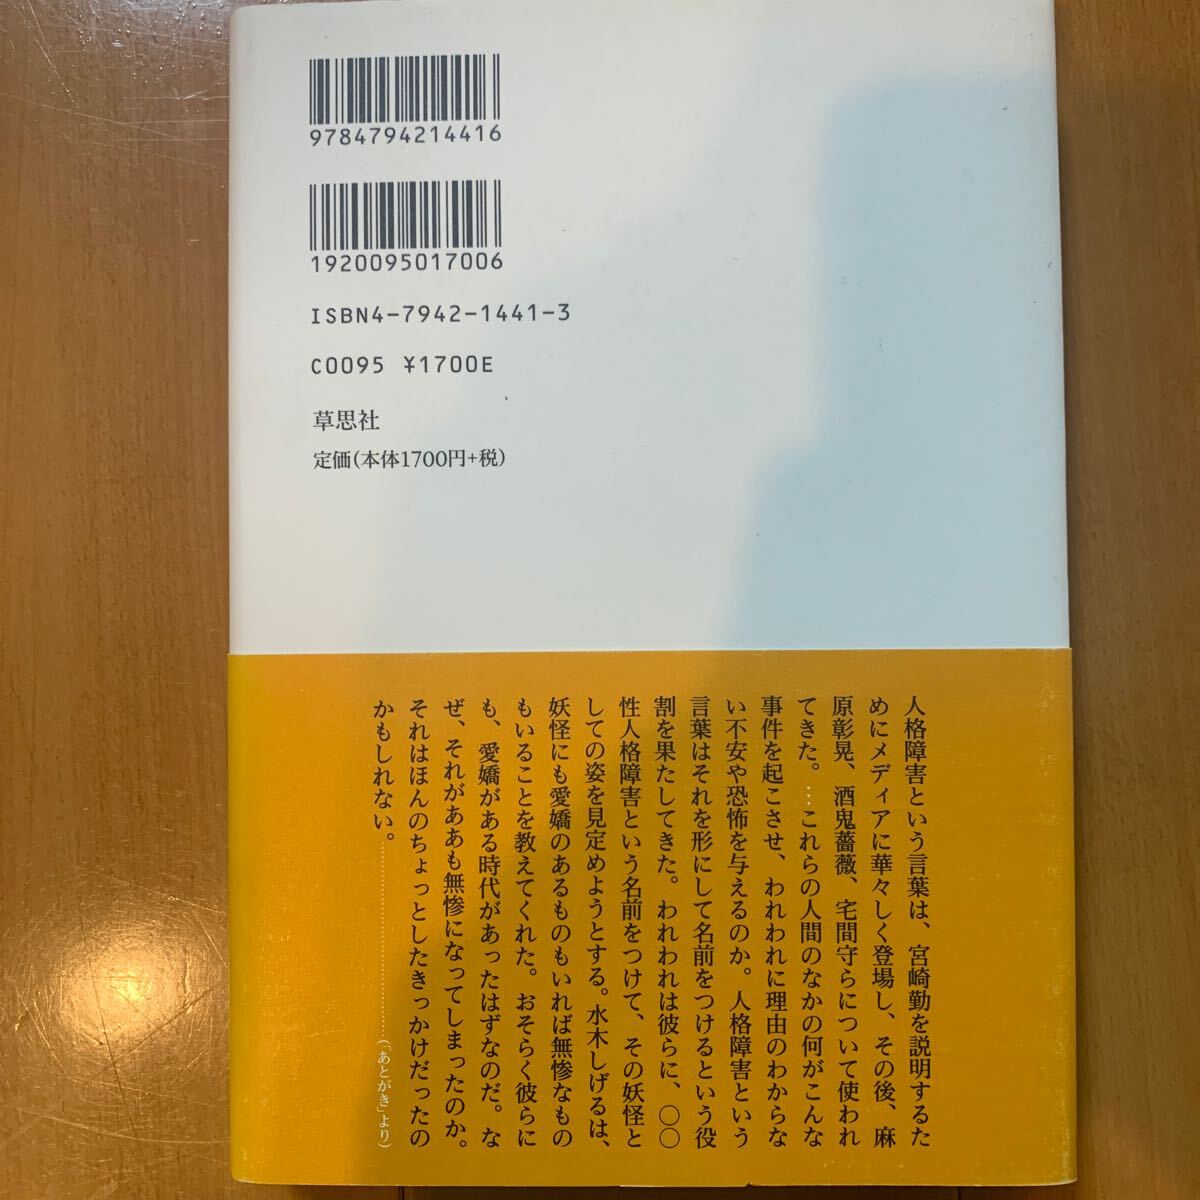 9784794214416
1920095017006
ISBN4-7942-1441-3
C0095 ¥1700E
草思社
定価(本体1700円+税)
人格障害という言葉は、宮崎勤を説明するた
めにメディアに華々しく登場し、その後、麻
原彰晃、酒鬼薔薇、宅間守らについて使われ
てきた。…これらの人間のなかの何がこんな
事件を起こさせ、われわれに理由のわからな
い不安や恐怖を与えるのか。人格障害という
言葉はそれを形にして名前をつけるという役
割を果たしてきた。われわれは彼らに、〇〇
性人格障害という名前をつけて、その妖怪と
しての姿を見定めようとする。水木しげるは、
妖怪にも愛嬌のあるものもいれば無惨なもの
もいることを教えてくれた。おそらく彼らに
も、愛嬌がある時代があったはずなのだ。な
ぜ、それがああも無惨になってしまったのか。
それはほんのちょっとしたきっかけだったの
かもしれない。……………………(「あとがき」より)